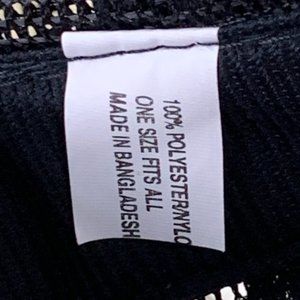 100% POLYESTER/NYLO
ONE SIZE FITS ALL
MADE IN BANGLADESH